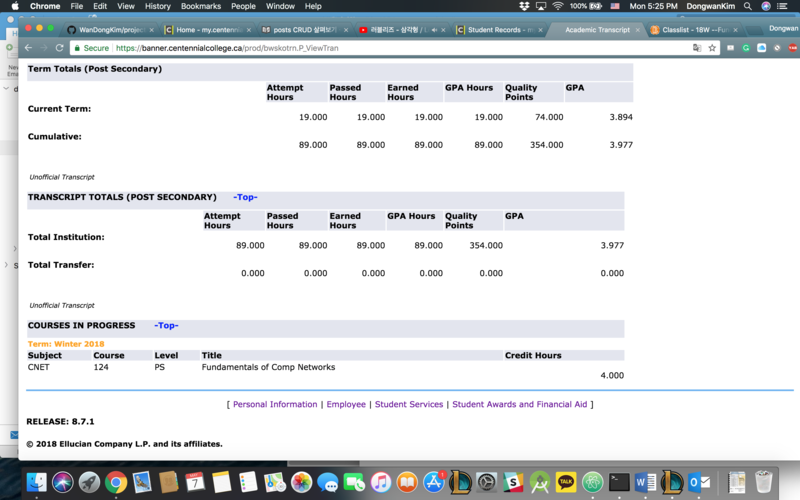 Chrome File Edit View History Bookmarks People Window Help 100% Mon 5:25 PM DongwanKim
WanDongKim/project Home - my.centennial posts CRUD 살펴보기 러블리즈 - 삼각형 / Student Records - m Academic Transcript Classlist - 18W Dongwan
Secure https://banner.centennialcollege.ca/prod/bwskotrn.P_ViewTran
Term Totals (Post Secondary)
Attempt Hours Passed Hours Earned Hours GPA Hours Quality Points GPA
Current Term:
19.000 19.000 19.000 19.000 74.000 3.894
Cumulative:
89.000 89.000 89.000 89.000 354.000 3.977
Unofficial Transcript
TRANSCRIPT TOTALS (POST SECONDARY) -Top-
Attempt Hours Passed Hours Earned Hours GPA Hours Quality Points GPA
Total Institution:
89.000 89.000 89.000 89.000 354.000 3.977
Total Transfer:
0.000 0.000 0.000 0.000 0.000 0.000
Unofficial Transcript
COURSES IN PROGRESS -Top-
Term: Winter 2018
Subject Course Level Title Credit Hours
CNET 124 PS Fundamentals of Comp Networks
4.000
[ Personal Information | Employee | Student Services | Student Awards and Financial Aid ]
RELEASE: 8.7.1
© 2018 Ellucian Company L.P. and its affiliates.